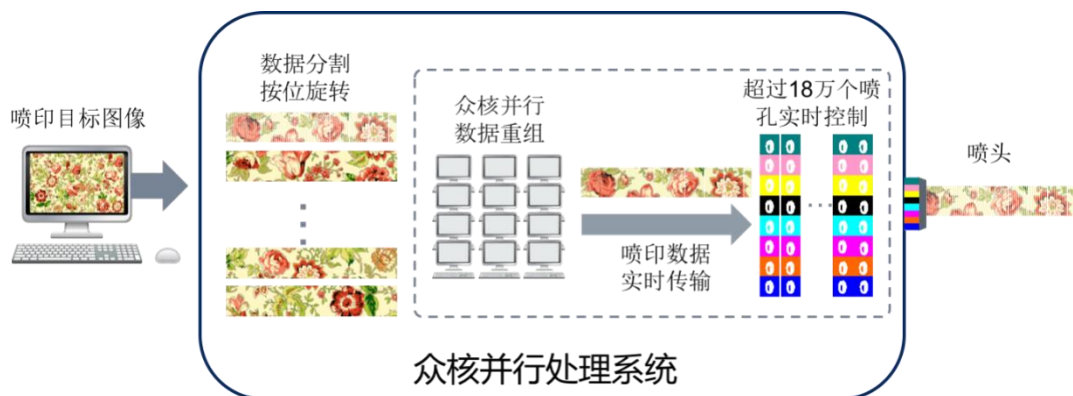 喷印目标图像
数据分割
按位旋转
众核并行
数据重组
喷印数据
实时传输
超过18万个喷
孔实时控制
喷头
众核并行处理系统